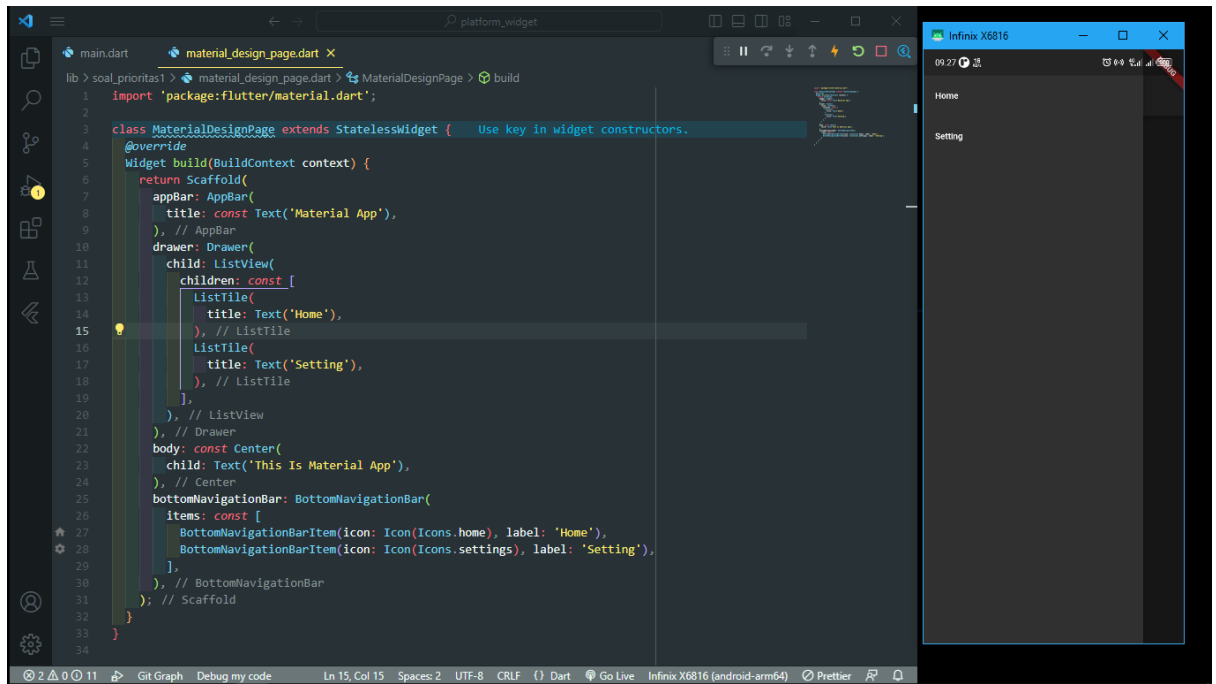 platform_widget
main.dart
material_design_page.dart
lib > soal_prioritas1 > material_design_page.dart > MaterialDesignPage > build
1 import 'package:flutter/material.dart';
2
3 class MaterialDesignPage extends StatelessWidget { Use key in widget constructors.
4 @override
5 Widget build(BuildContext context) {
6 return Scaffold(
7 appBar: AppBar(
8 title: const Text('Material App'),
9 ), // AppBar
10 drawer: Drawer(
11 child: ListView(
12 children: const [
13 ListTile(
14 title: Text('Home'),
15 ), // ListTile
16 ListTile(
17 title: Text('Setting'),
18 ), // ListTile
19 ],
20 ), // ListView
21 ), // Drawer
22 body: const Center(
23 child: Text('This Is Material App'),
24 ), // Center
25 bottomNavigationBar: BottomNavigationBar(
26 items: const [
27 BottomNavigationBarItem(icon: Icon(Icons.home), label: 'Home'),
28 BottomNavigationBarItem(icon: Icon(Icons.settings), label: 'Setting'),
29 ],
30 ), // BottomNavigationBar
31 ); // Scaffold
32 }
33 }
34
1
2 0 11 Git Graph Debug my code Ln 15, Col 15 Spaces: 2 UTF-8 CRLF {} Dart Go Live Infinix X6816 (android-arm64) Prettier
Infinix X6816
09.27
Home
Setting